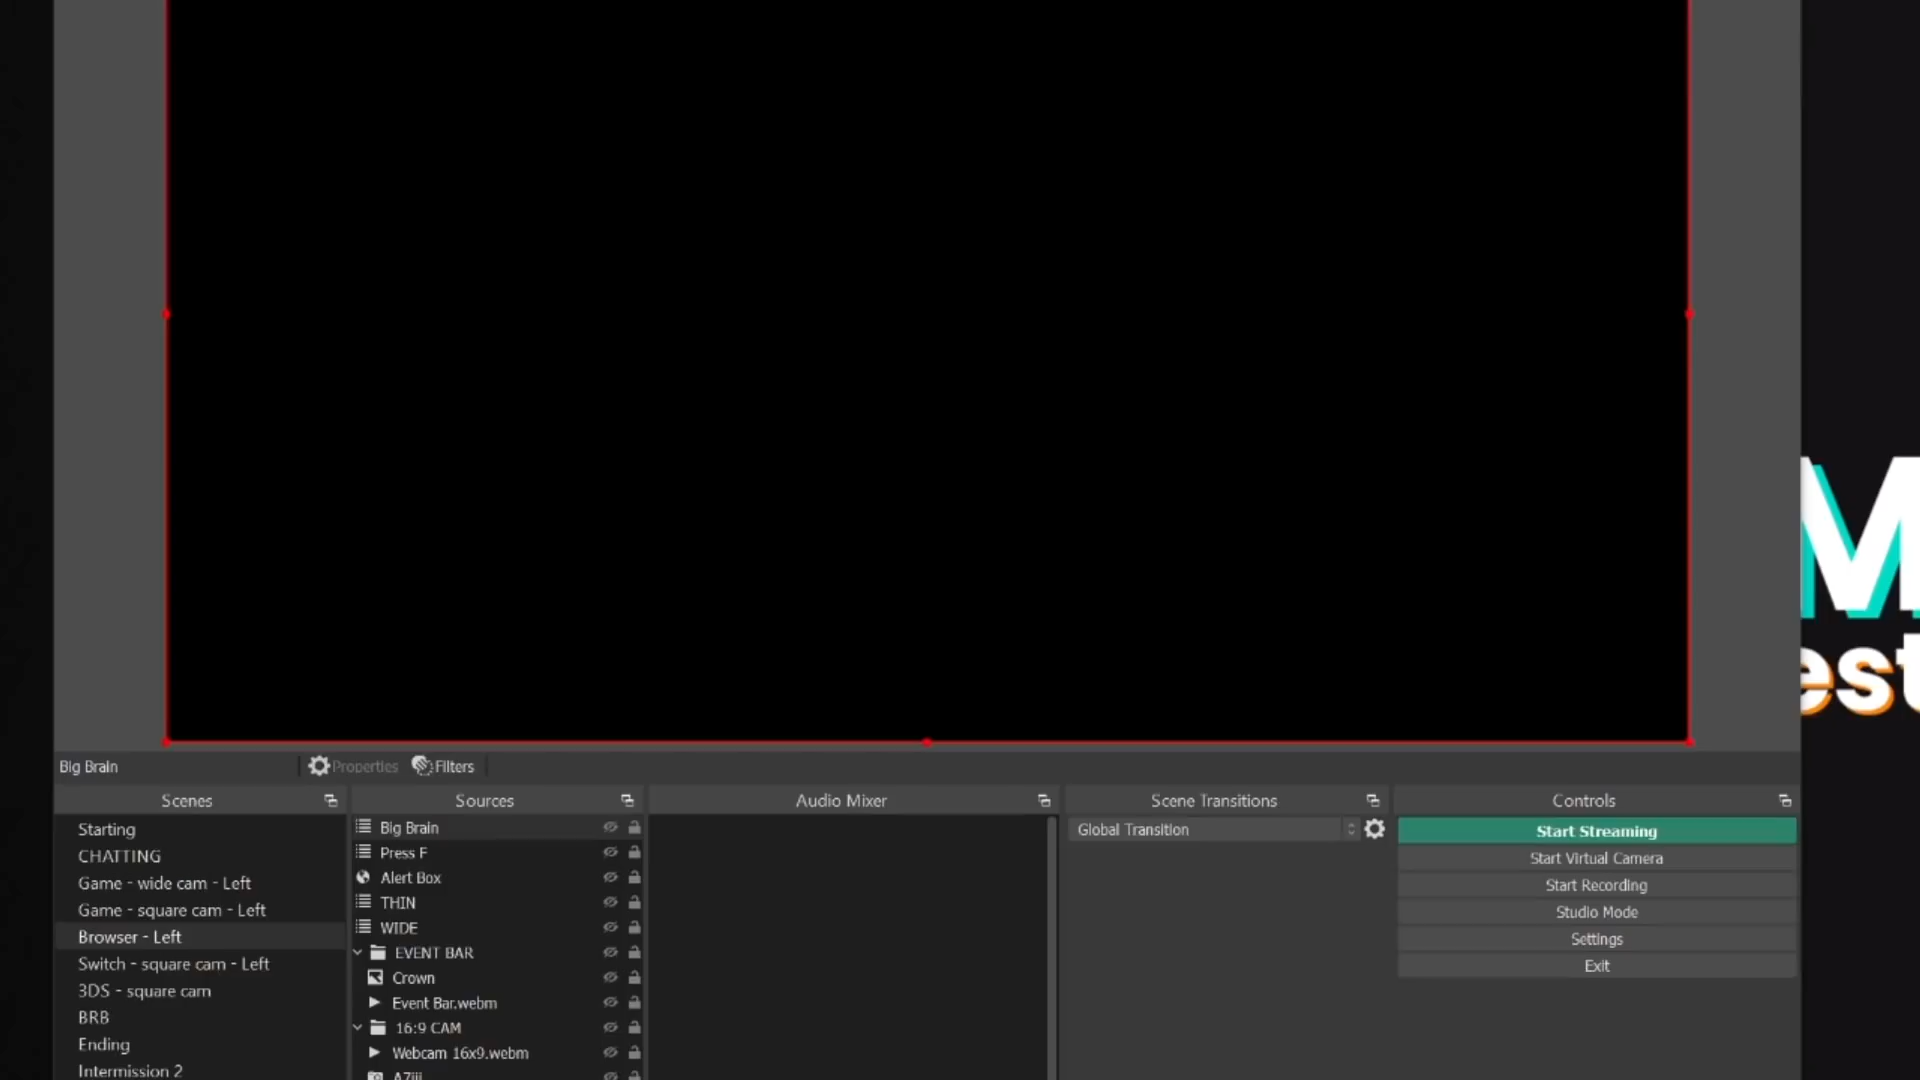 M
est
Big Brain
Properties Filters
Scenes
Starting
CHATTING
Game - wide cam - Left
Game - square cam - Left
Browser - Left
Switch - square cam - Left
3DS - square cam
BRB
Ending
Intermission 2
Sources
Big Brain
Press F
Alert Box
THIN
WIDE
EVENT BAR
Crown
Event Bar.webm
16:9 CAM
Webcam 16x9.webm
A7iii
Audio Mixer
Scene Transitions
Global Transition
Controls
Start Streaming
Start Virtual Camera
Start Recording
Studio Mode
Settings
Exit